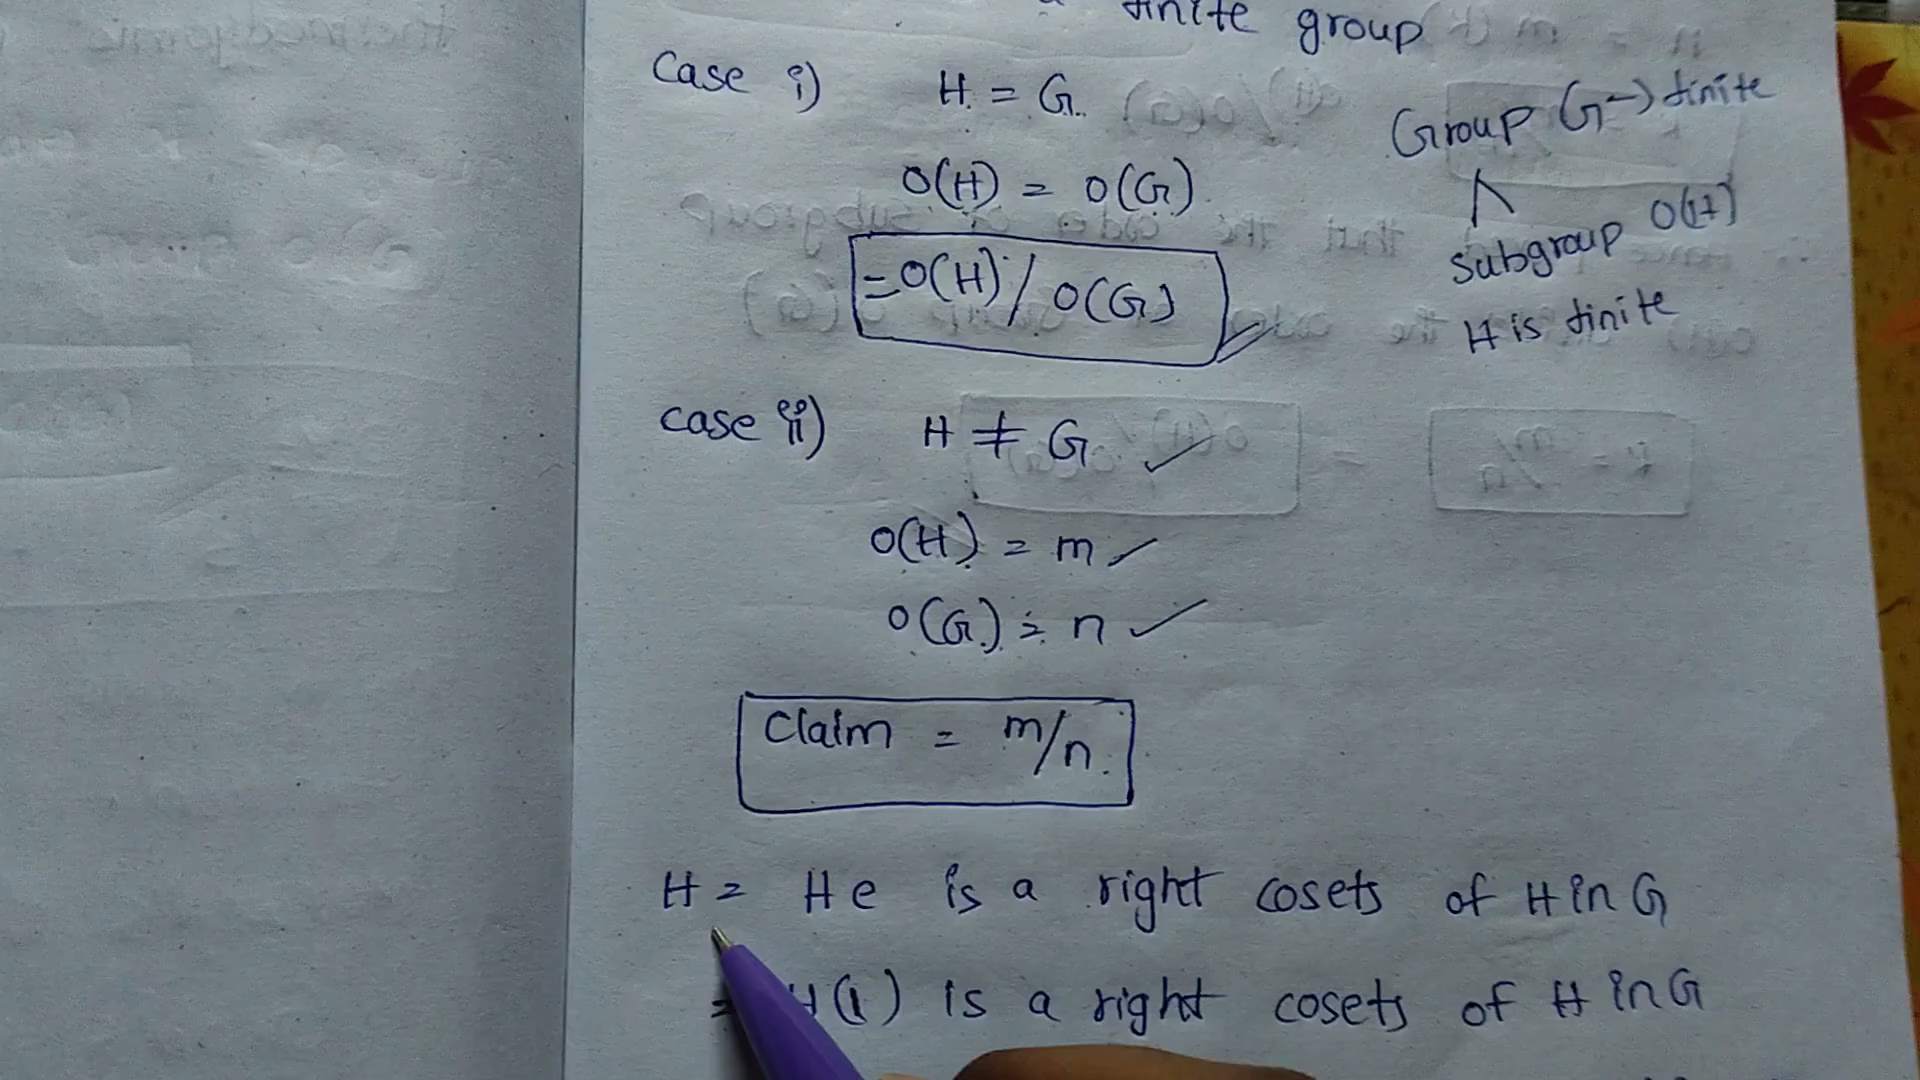 a finite group
Case i) H = G
O(H) = O(G)
=O(H) / O(G)
Group G → finite
subgroup O(H)
H is finite
case ii) H ≠ G ✓
O(H) = m ✓
O(G) = n ✓
Claim = m/n.
H = He is a right cosets of H in G
= H(1) is a right cosets of H in G